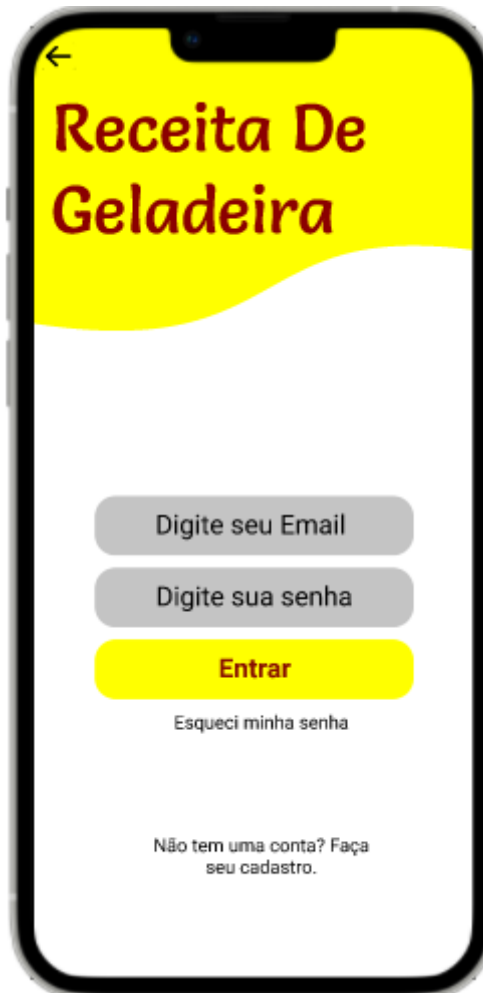 Receita De
Geladeira
Digite seu Email
Digite sua senha
Entrar
Esqueci minha senha
Não tem uma conta? Faça
seu cadastro.